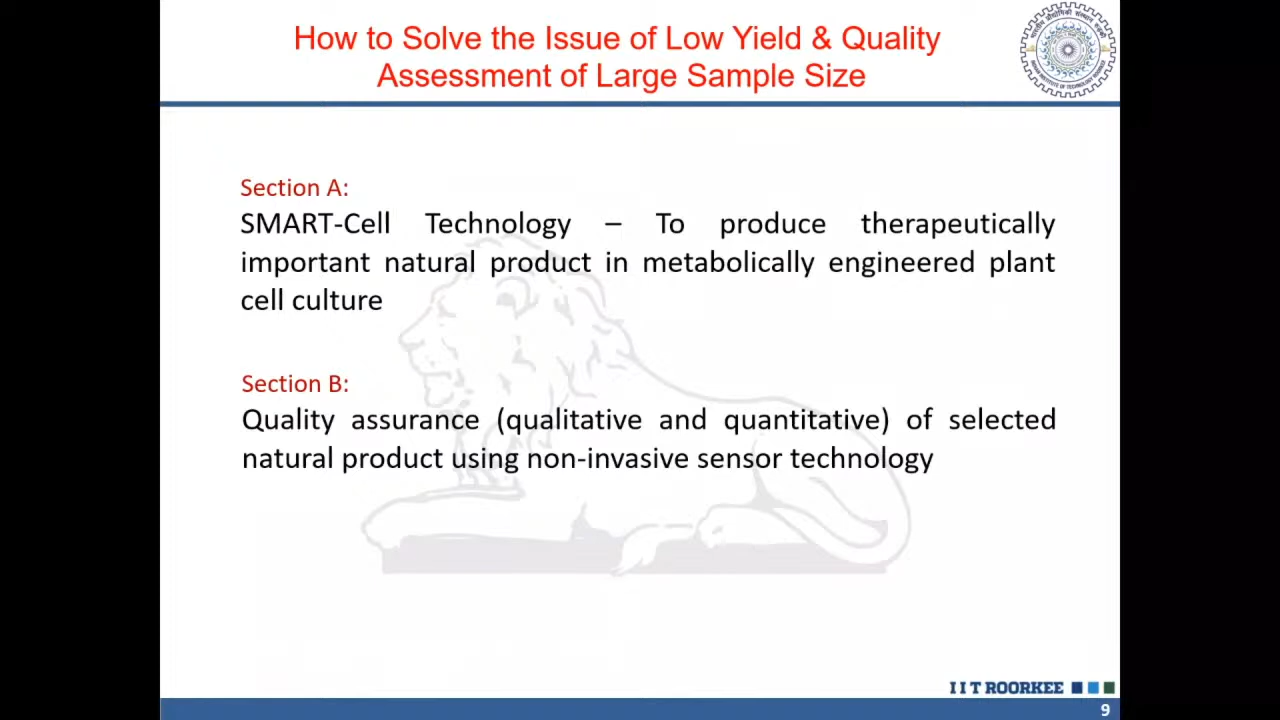 How to Solve the Issue of Low Yield & Quality
Assessment of Large Sample Size
Section A:
SMART-Cell Technology – To produce therapeutically
important natural product in metabolically engineered plant
cell culture
Section B:
Quality assurance (qualitative and quantitative) of selected
natural product using non-invasive sensor technology
I I T ROORKEE
9